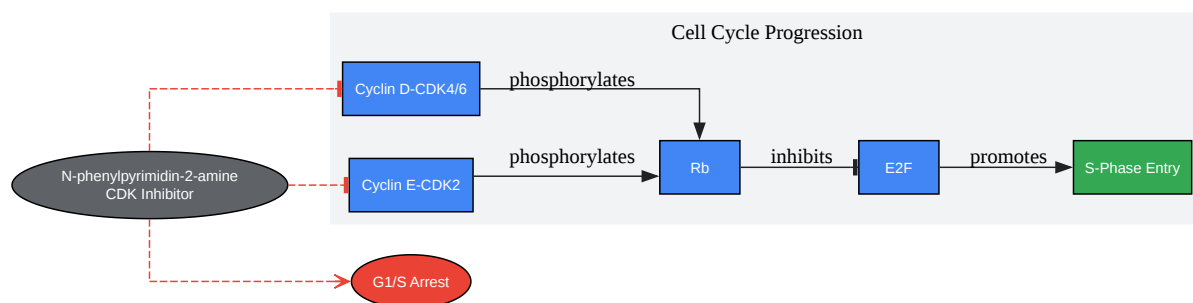 Cell Cycle Progression
Cyclin D-CDK4/6
phosphorylates
N-phenylpyrimidin-2-amine
CDK Inhibitor
Cyclin E-CDK2
phosphorylates
Rb
inhibits
E2F
promotes
S-Phase Entry
G1/S Arrest